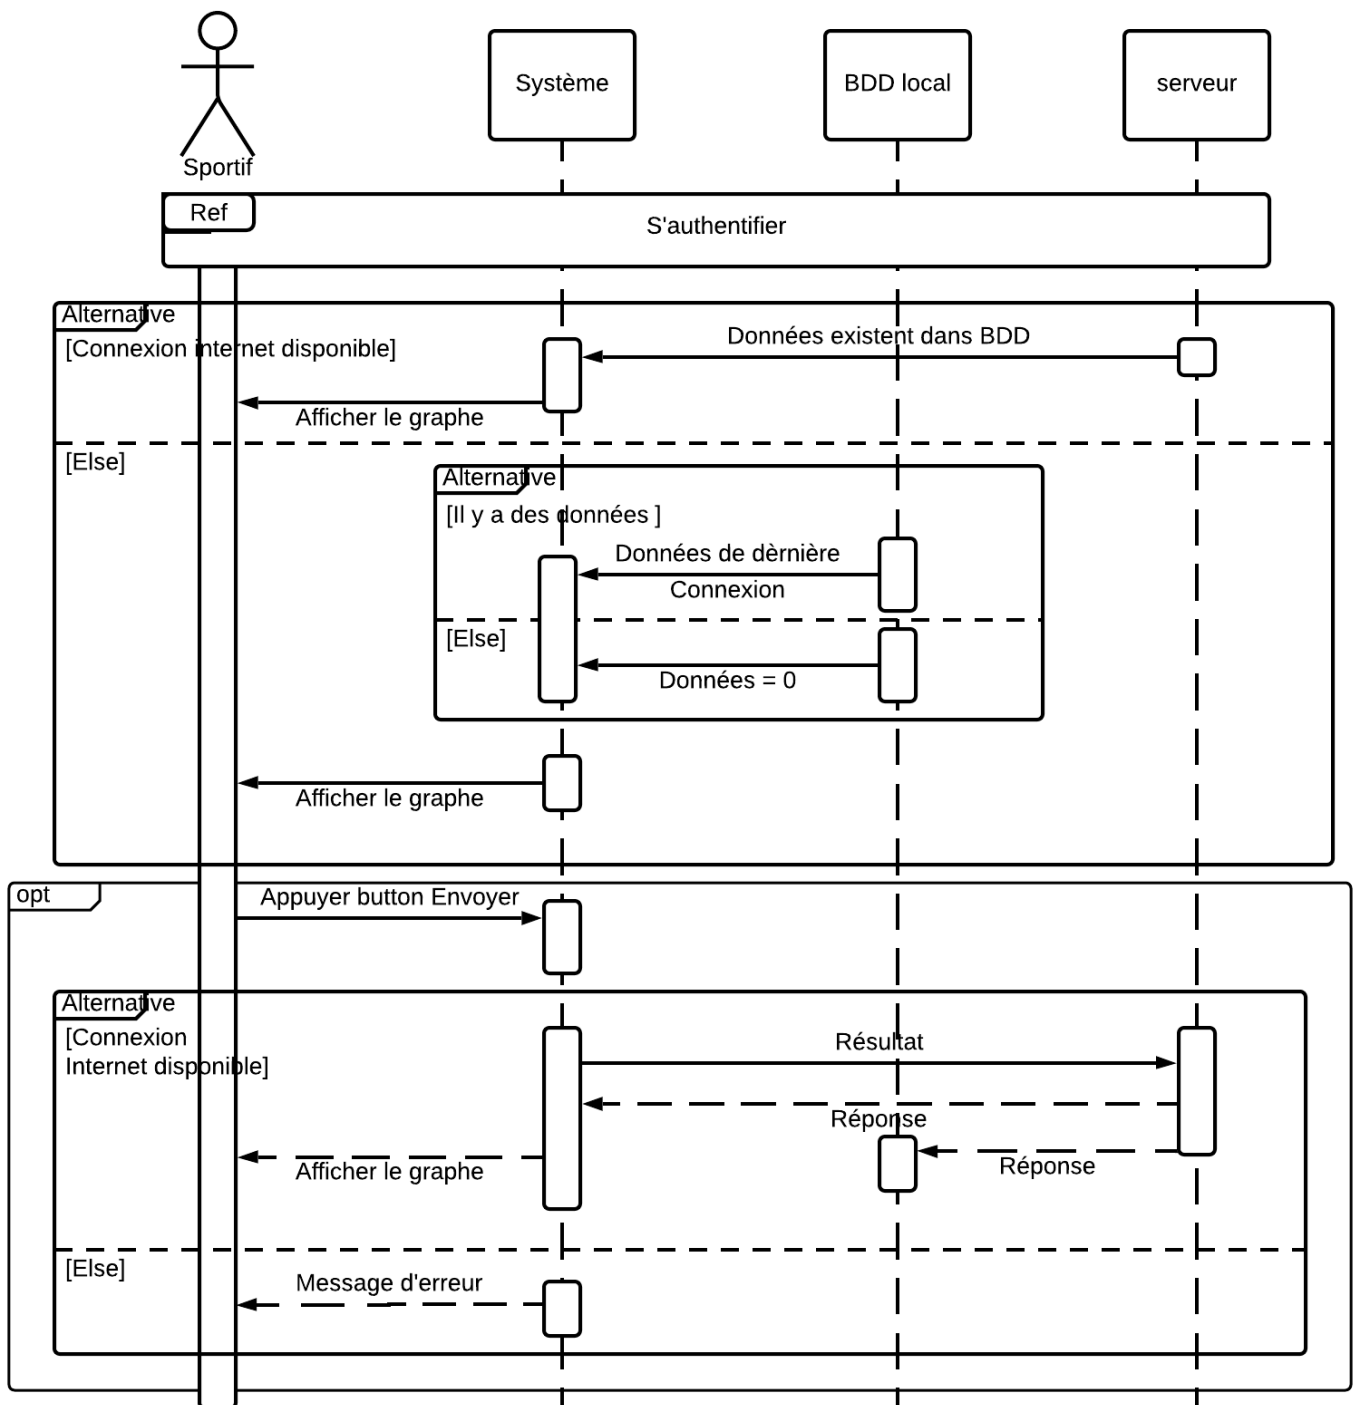 Sportif
Système
BDD local
serveur
Ref
S'authentifier
Alternative
[Connexion internet disponible]
Données existent dans BDD
Afficher le graphe
[Else]
Alternative
[Il y a des données ]
Données de dèrnière
Connexion
[Else]
Données = 0
Afficher le graphe
opt
Appuyer button Envoyer
Alternative
[Connexion
Internet disponible]
Résultat
Réponse
Réponse
Afficher le graphe
[Else]
Message d'erreur